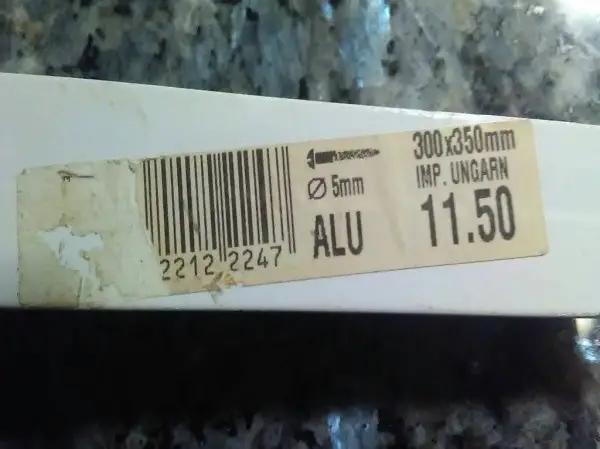 300x350mm
Ø 5mm
IMP. UNGARN
ALU
11.50
2212 2247